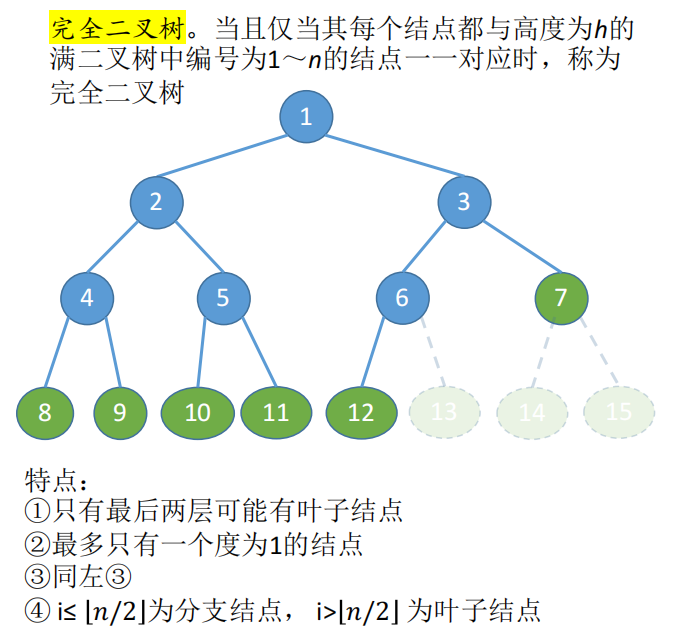 完全二叉树。当且仅当其每个结点都与高度为h的
满二叉树中编号为1～n的结点一一对应时，称为
完全二叉树
1
2 3
4 5 6 7
8 9 10 11 12 13 14 15
特点：
①只有最后两层可能有叶子结点
②最多只有一个度为1的结点
③同左③
④ i≤ ⌊n/2⌋为分支结点， i>⌊n/2⌋ 为叶子结点